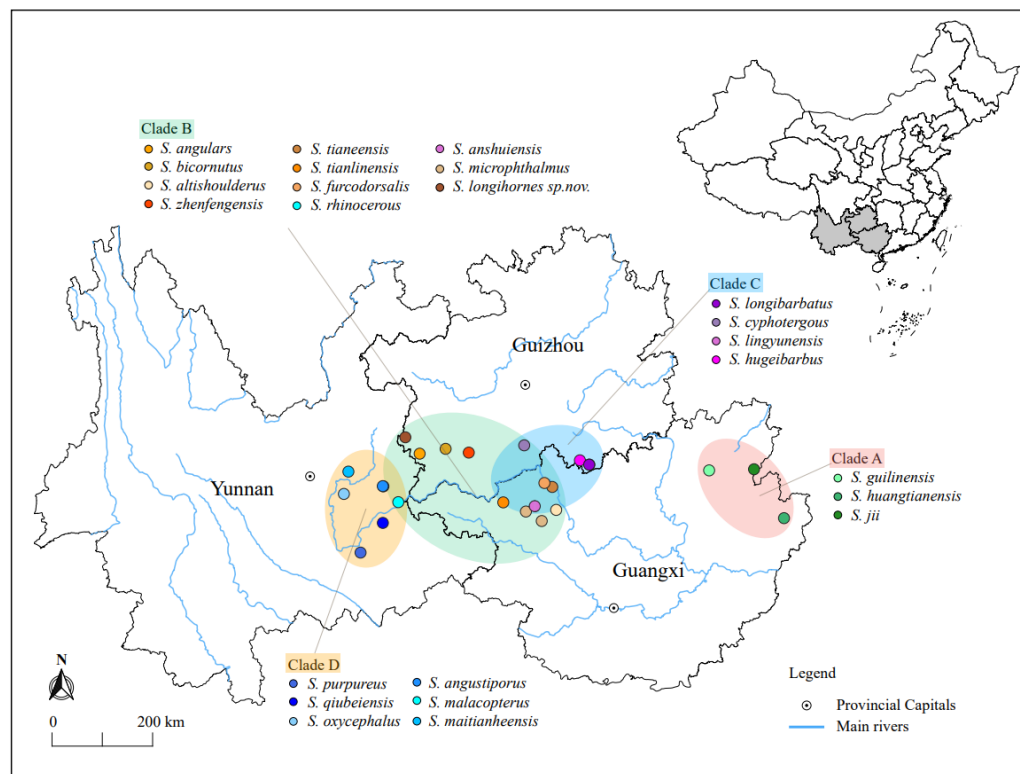 Clade B
S. angulars
S. bicornutus
S. altishoulderus
S. zhenfengensis
S. tianeensis
S. tianlinensis
S. furcodorsalis
S. rhinocerous
S. anshuiensis
S. microphthalmus
S. longihornes sp.nov.
Clade C
S. longibarbatus
S. cyphotergous
S. lingyunensis
S. hugeibarbus
Guizhou
Clade A
S. guilinensis
S. huangtianensis
S. jii
Yunnan
Guangxi
Clade D
S. purpureus
S. qiubeiensis
S. oxycephalus
S. angustiporus
S. malacopterus
S. maitianheensis
N
0 200 km
Legend
Provincial Capitals
Main rivers